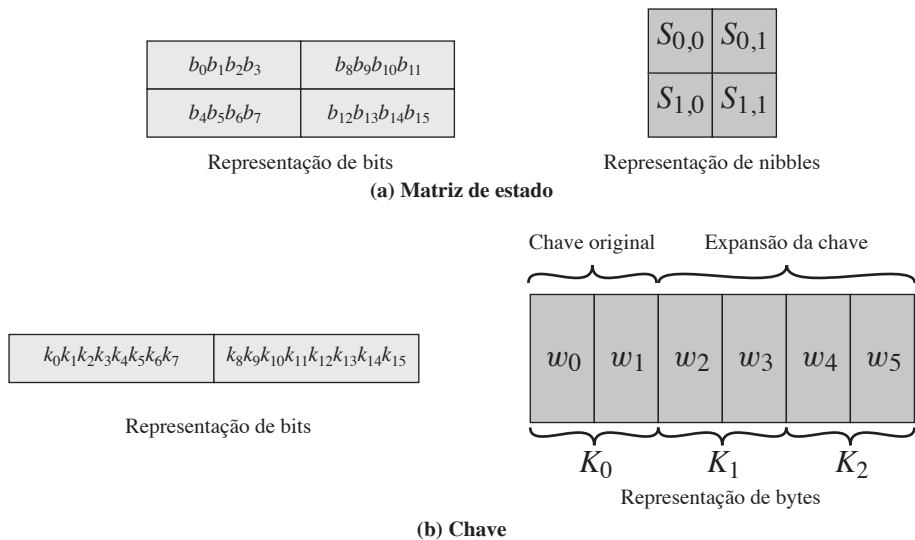 b₀b₁b₂b₃ b₈b₉b₁₀b₁₁
b₄b₅b₆b₇ b₁₂b₁₃b₁₄b₁₅
Representação de bits
S₀,₀ S₀,₁
S₁,₀ S₁,₁
Representação de nibbles
(a) Matriz de estado
k₀k₁k₂k₃k₄k₅k₆k₇ k₈k₉k₁₀k₁₁k₁₂k₁₃k₁₄k₁₅
Representação de bits
Chave original Expansão da chave
w₀ w₁ w₂ w₃ w₄ w₅
K₀ K₁ K₂
Representação de bytes
(b) Chave